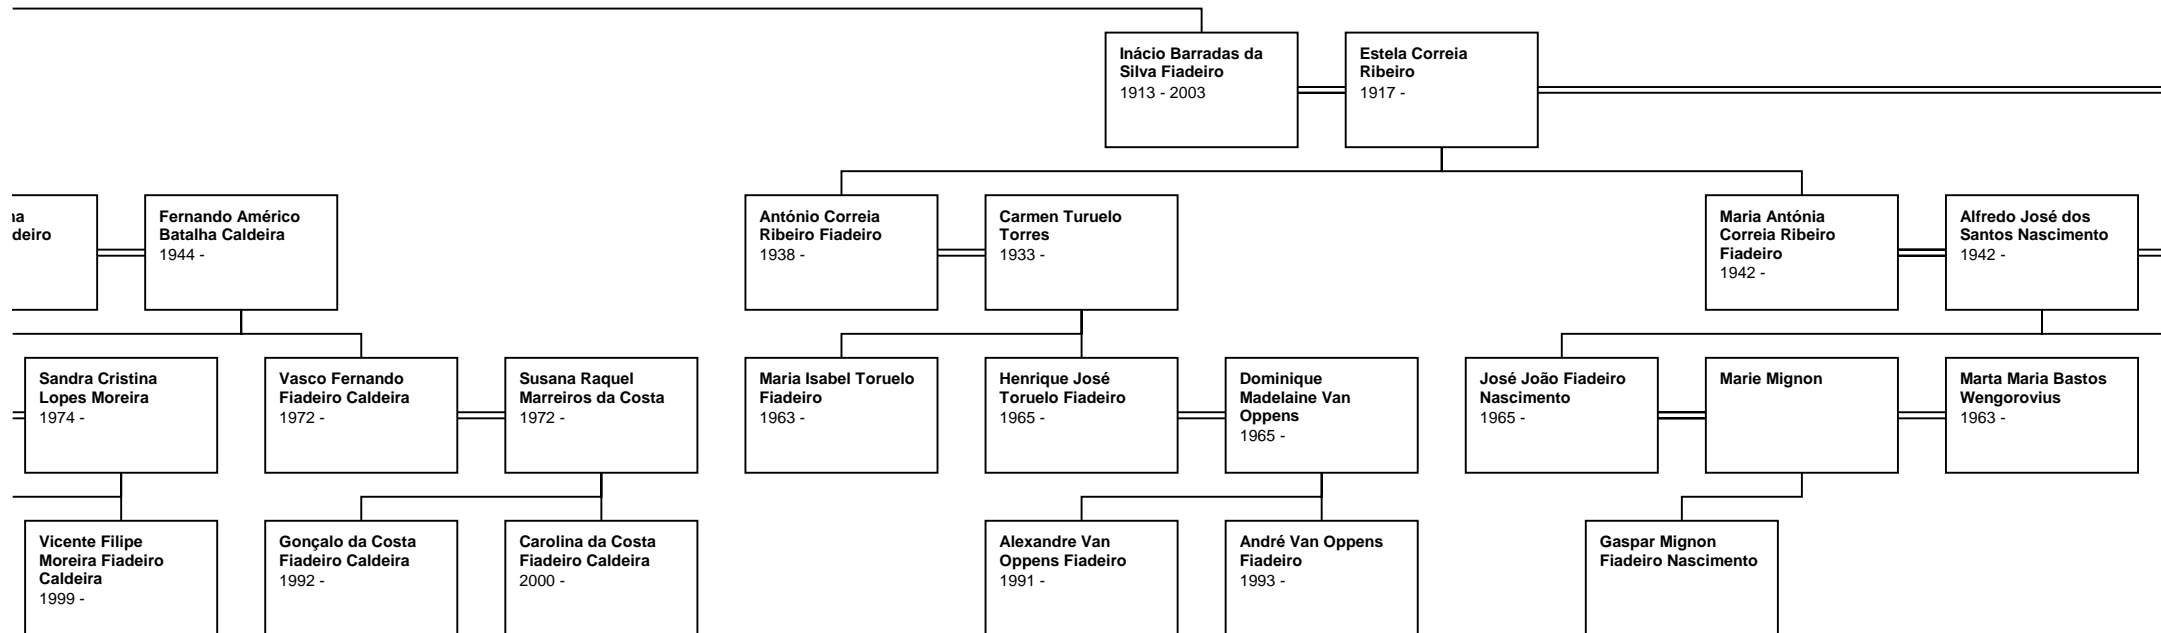 Inácio Barradas da
Silva Fiadeiro
1913 - 2003
Estela Correia
Ribeiro
1917 -
deiro
Fernando Américo
Batalha Caldeira
1944 -
António Correia
Ribeiro Fiadeiro
1938 -
Carmen Turuelo
Torres
1933 -
Maria Antónia
Correia Ribeiro
Fiadeiro
1942 -
Alfredo José dos
Santos Nascimento
1942 -
Sandra Cristina
Lopes Moreira
1974 -
Vasco Fernando
Fiadeiro Caldeira
1972 -
Susana Raquel
Marreiros da Costa
1972 -
Maria Isabel Toruelo
Fiadeiro
1963 -
Henrique José
Toruelo Fiadeiro
1965 -
Dominique
Madelaine Van
Oppens
1965 -
José João Fiadeiro
Nascimento
1965 -
Marie Mignon
Marta Maria Bastos
Wengorovius
1963 -
Vicente Filipe
Moreira Fiadeiro
Caldeira
1999 -
Gonçalo da Costa
Fiadeiro Caldeira
1992 -
Carolina da Costa
Fiadeiro Caldeira
2000 -
Alexandre Van
Oppens Fiadeiro
1991 -
André Van Oppens
Fiadeiro
1993 -
Gaspar Mignon
Fiadeiro Nascimento